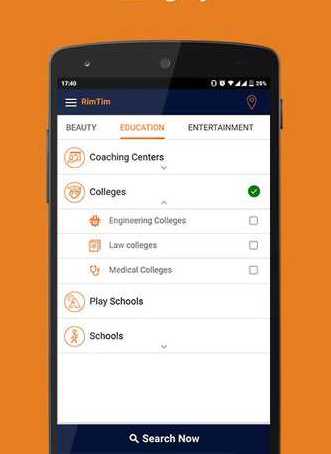 17:40
26%
RimTim
BEAUTY EDUCATION ENTERTAINMENT
Coaching Centers
Colleges
Engineering Colleges
Law colleges
Medical Colleges
Play Schools
Schools
Search Now